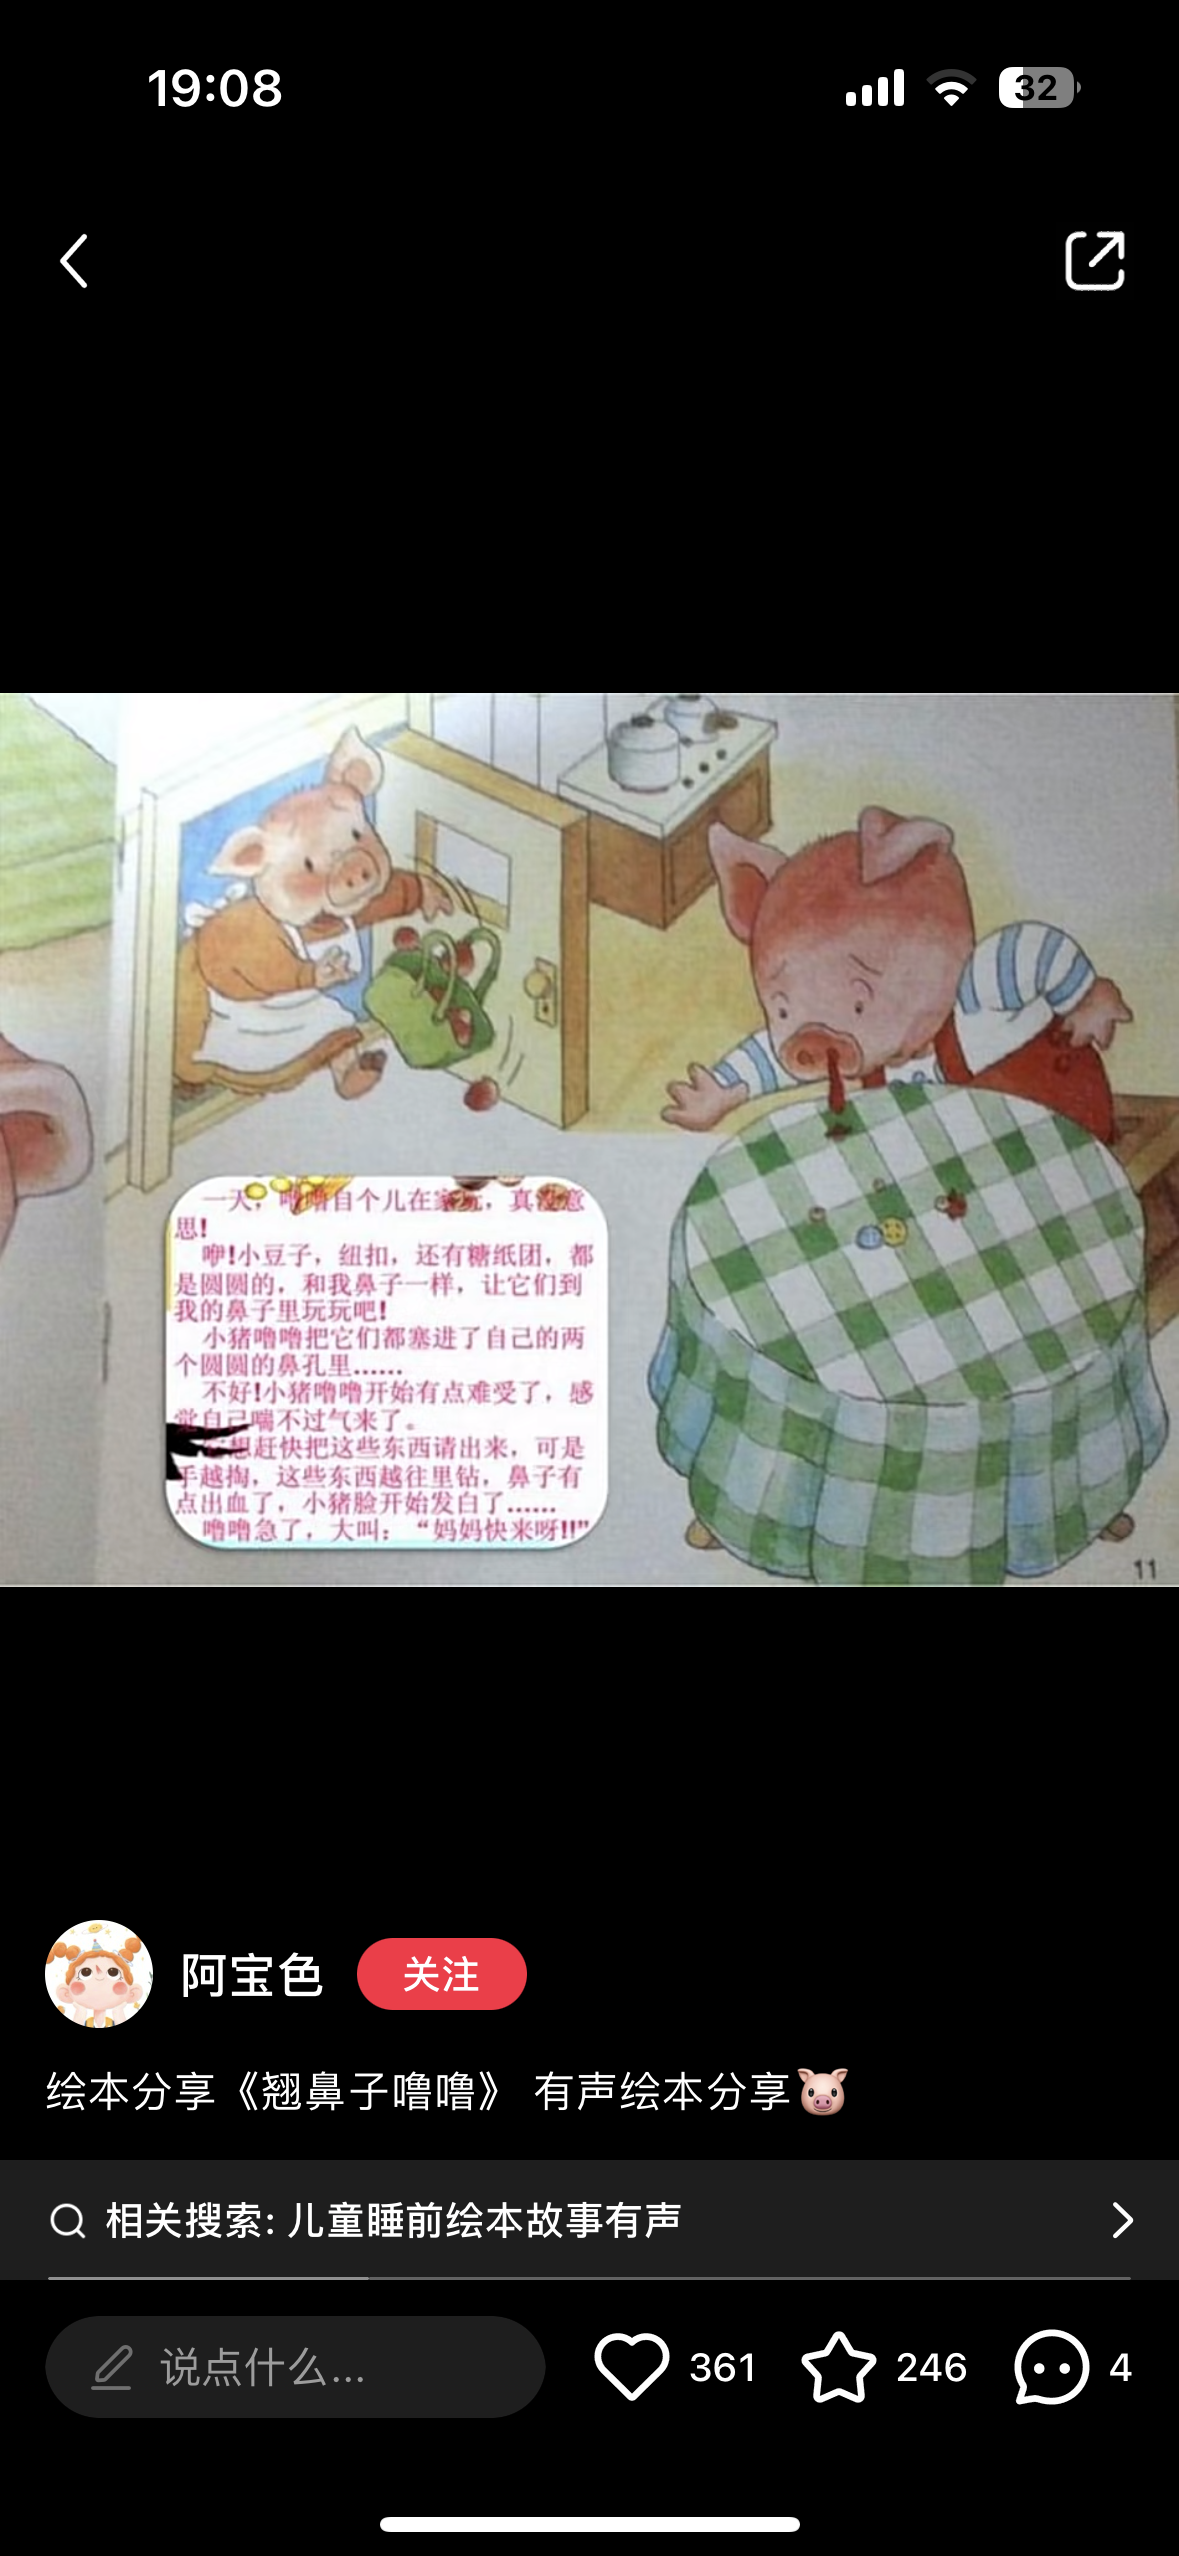 19:08
32
一天，噜噜自个儿在家玩，真没意
思！
咿！小豆子，纽扣，还有糖纸团，都
是圆圆的，和我鼻子一样，让它们到
我的鼻子里玩玩吧！
小猪噜噜把它们都塞进了自己的两
个圆圆的鼻孔里……
不好！小猪噜噜开始有点难受了，感
觉自己喘不过气来了。
想赶快把这些东西请出来，可是
手越掏，这些东西越往里钻，鼻子有
点出血了，小猪脸开始发白了……
噜噜急了，大叫：“妈妈快来呀！！”
11
阿宝色
关注
绘本分享《翘鼻子噜噜》 有声绘本分享
相关搜索: 儿童睡前绘本故事有声
说点什么...
361
246
4